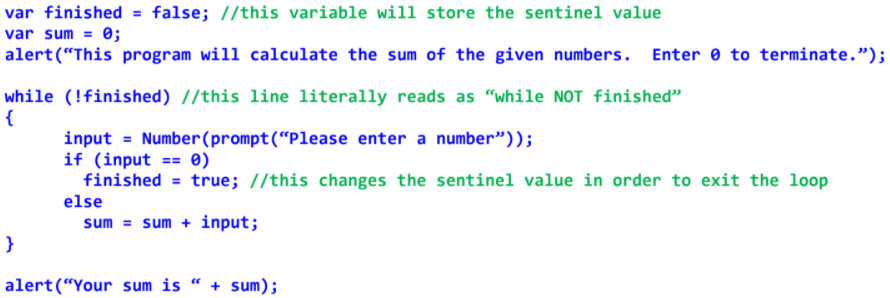 var finished = false; //this variable will store the sentinel value
var sum = 0;
alert(“This program will calculate the sum of the given numbers.  Enter 0 to terminate.”);

while (!finished) //this line literally reads as “while NOT finished”
{
      input = Number(prompt(“Please enter a number”));
      if (input == 0)
        finished = true; //this changes the sentinel value in order to exit the loop
      else
        sum = sum + input;
}

alert(“Your sum is “ + sum);